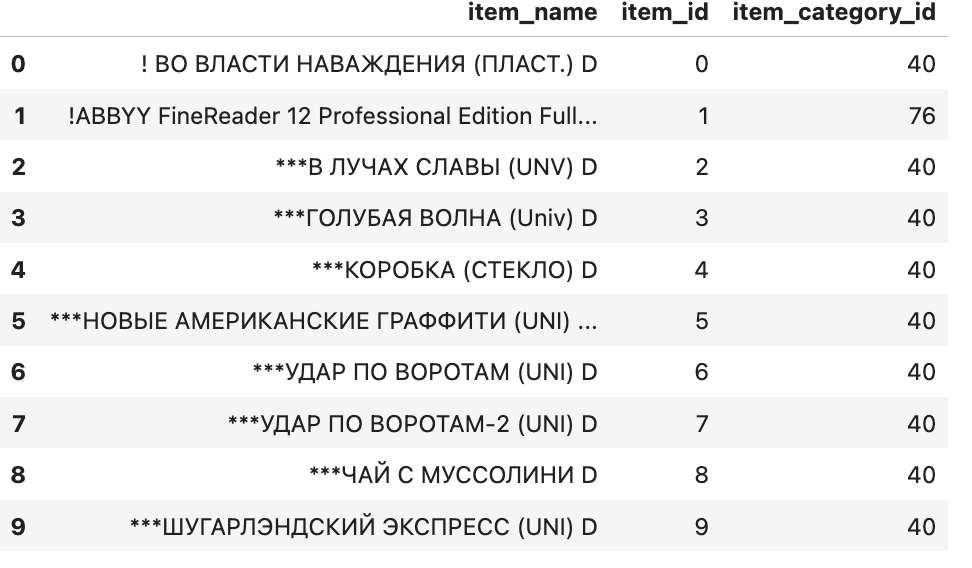 item_name item_id item_category_id
0 ! ВО ВЛАСТИ НАВАЖДЕНИЯ (ПЛАСТ.) D 0 40
1 !ABBYY FineReader 12 Professional Edition Full... 1 76
2 ***В ЛУЧАХ СЛАВЫ (UNV) D 2 40
3 ***ГОЛУБАЯ ВОЛНА (Univ) D 3 40
4 ***КОРОБКА (СТЕКЛО) D 4 40
5 ***НОВЫЕ АМЕРИКАНСКИЕ ГРАФФИТИ (UNI) ... 5 40
6 ***УДАР ПО ВОРОТАМ (UNI) D 6 40
7 ***УДАР ПО ВОРОТАМ-2 (UNI) D 7 40
8 ***ЧАЙ С МУССОЛИНИ D 8 40
9 ***ШУГАРЛЭНДСКИЙ ЭКСПРЕСС (UNI) D 9 40